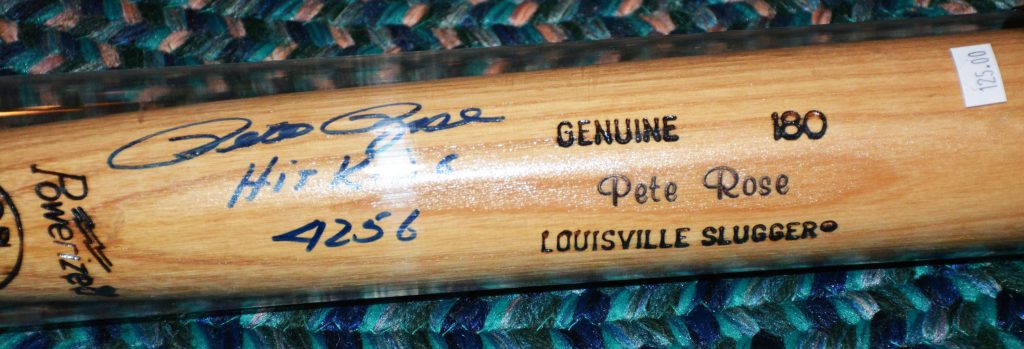 125.00
Pete Rose
Hit King
4256
GENUINE 180
Pete Rose
LOUISVILLE SLUGGER
Powerized